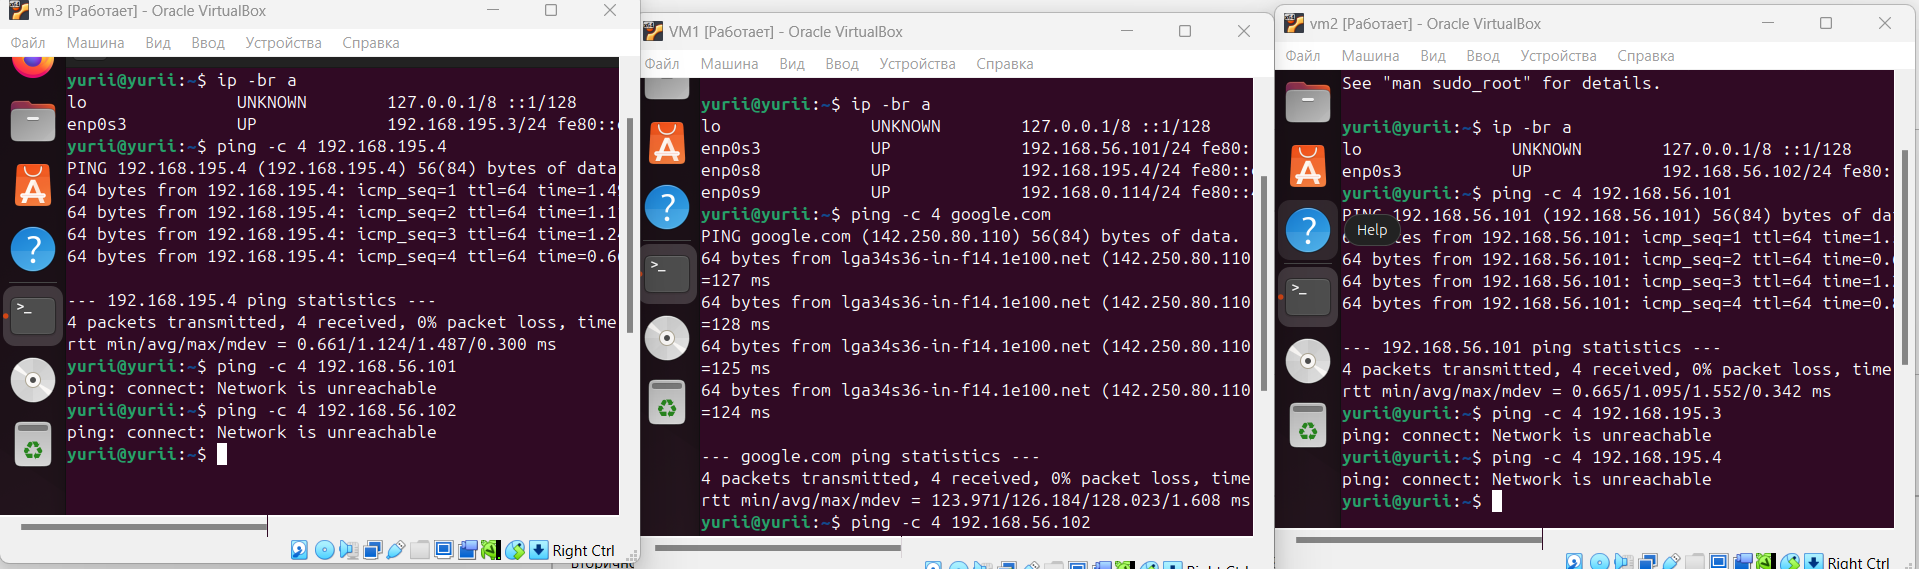 vm3 [Работает] - Oracle VirtualBox
Файл Машина Вид Ввод Устройства Справка
yurii@yurii:~$ ip -br a
lo UNKNOWN 127.0.0.1/8 ::1/128
enp0s3 UP 192.168.195.3/24 fe80::
yurii@yurii:~$ ping -c 4 192.168.195.4
PING 192.168.195.4 (192.168.195.4) 56(84) bytes of data
64 bytes from 192.168.195.4: icmp_seq=1 ttl=64 time=1.49
64 bytes from 192.168.195.4: icmp_seq=2 ttl=64 time=1.1
64 bytes from 192.168.195.4: icmp_seq=3 ttl=64 time=1.2
64 bytes from 192.168.195.4: icmp_seq=4 ttl=64 time=0.6
--- 192.168.195.4 ping statistics ---
4 packets transmitted, 4 received, 0% packet loss, time
rtt min/avg/max/mdev = 0.661/1.124/1.487/0.300 ms
yurii@yurii:~$ ping -c 4 192.168.56.101
ping: connect: Network is unreachable
yurii@yurii:~$ ping -c 4 192.168.56.102
ping: connect: Network is unreachable
yurii@yurii:~$
Right Ctrl
VM1 [Работает] - Oracle VirtualBox
Файл Машина Вид Ввод Устройства Справка
yurii@yurii:~$ ip -br a
lo UNKNOWN 127.0.0.1/8 ::1/128
enp0s3 UP 192.168.56.101/24 fe80:
enp0s8 UP 192.168.195.4/24 fe80::
enp0s9 UP 192.168.0.114/24 fe80::
yurii@yurii:~$ ping -c 4 google.com
PING google.com (142.250.80.110) 56(84) bytes of data.
64 bytes from lga34s36-in-f14.1e100.net (142.250.80.110
=127 ms
64 bytes from lga34s36-in-f14.1e100.net (142.250.80.110
=128 ms
64 bytes from lga34s36-in-f14.1e100.net (142.250.80.110
=125 ms
64 bytes from lga34s36-in-f14.1e100.net (142.250.80.110
=124 ms
--- google.com ping statistics ---
4 packets transmitted, 4 received, 0% packet loss, time
rtt min/avg/max/mdev = 123.971/126.184/128.023/1.608 ms
yurii@yurii:~$ ping -c 4 192.168.56.102
Right Ctrl
vm2 [Работает] - Oracle VirtualBox
Файл Машина Вид Ввод Устройства Справка
See "man sudo_root" for details.
yurii@yurii:~$ ip -br a
lo UNKNOWN 127.0.0.1/8 ::1/128
enp0s3 UP 192.168.56.102/24 fe80:
yurii@yurii:~$ ping -c 4 192.168.56.101
PING 192.168.56.101 (192.168.56.101) 56(84) bytes of da
Help
from 192.168.56.101: icmp_seq=1 ttl=64 time=1.
64 bytes from 192.168.56.101: icmp_seq=2 ttl=64 time=0.
64 bytes from 192.168.56.101: icmp_seq=3 ttl=64 time=1.
64 bytes from 192.168.56.101: icmp_seq=4 ttl=64 time=0.
--- 192.168.56.101 ping statistics ---
4 packets transmitted, 4 received, 0% packet loss, time
rtt min/avg/max/mdev = 0.665/1.095/1.552/0.342 ms
yurii@yurii:~$ ping -c 4 192.168.195.3
ping: connect: Network is unreachable
yurii@yurii:~$ ping -c 4 192.168.195.4
ping: connect: Network is unreachable
yurii@yurii:~$
Right Ctrl